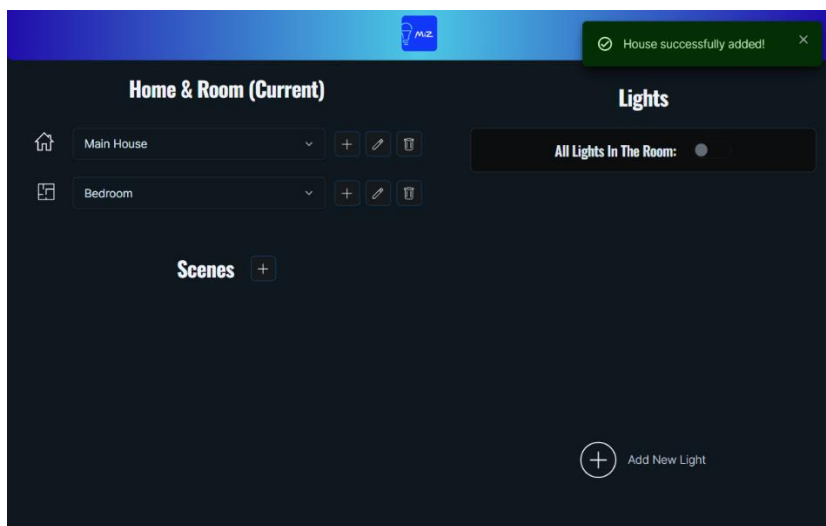 MiZ
House successfully added!
Home & Room (Current)
Main House
Bedroom
Scenes
Lights
All Lights In The Room:
Add New Light